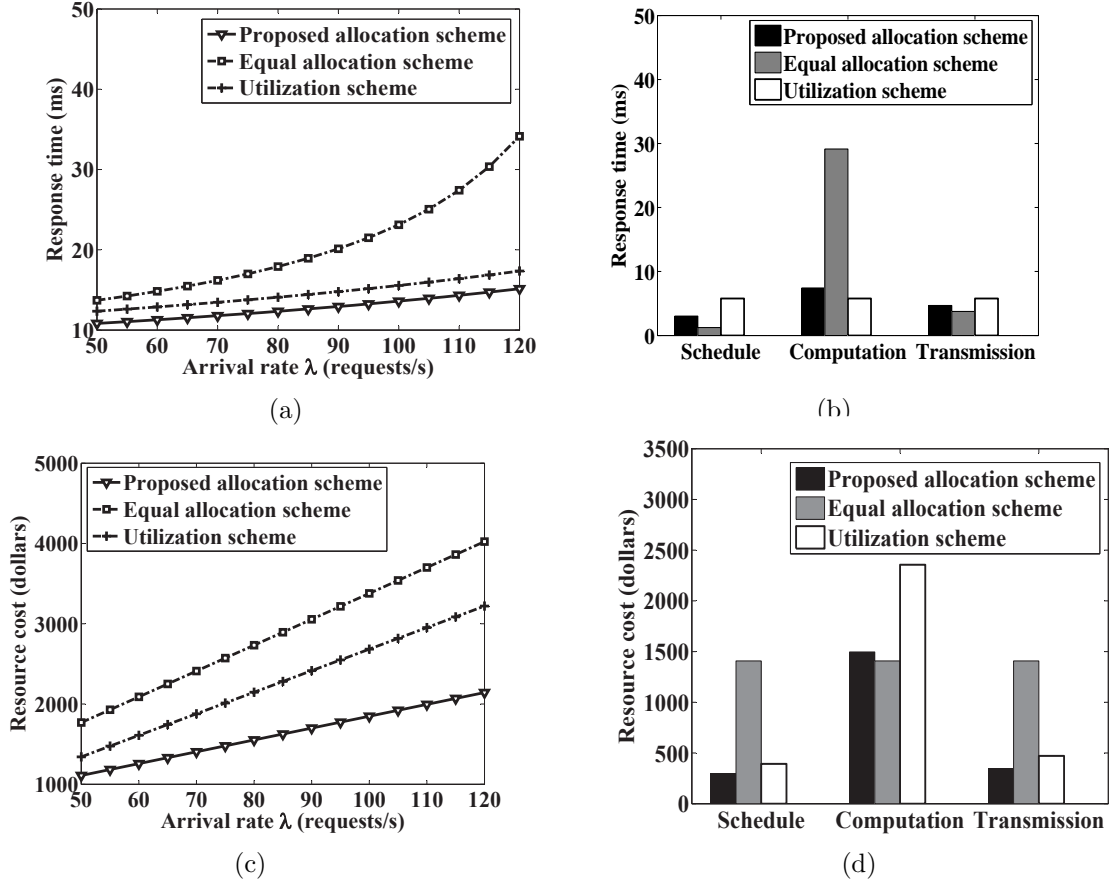 50
Proposed allocation scheme
Equal allocation scheme
Utilization scheme
40
30
20
10
Response time (ms)
50 60 70 80 90 100 110 120
Arrival rate λ (requests/s)
(a)
50
Proposed allocation scheme
Equal allocation scheme
Utilization scheme
40
30
20
10
0
Response time (ms)
Schedule Computation Transmission
(b)
5000
Proposed allocation scheme
Equal allocation scheme
Utilization scheme
4000
3000
2000
1000
Resource cost (dollars)
50 60 70 80 90 100 110 120
Arrival rate λ (requests/s)
(c)
3500
Proposed allocation scheme
Equal allocation scheme
Utilization scheme
3000
2500
2000
1500
1000
500
0
Resource cost (dollars)
Schedule Computation Transmission
(d)